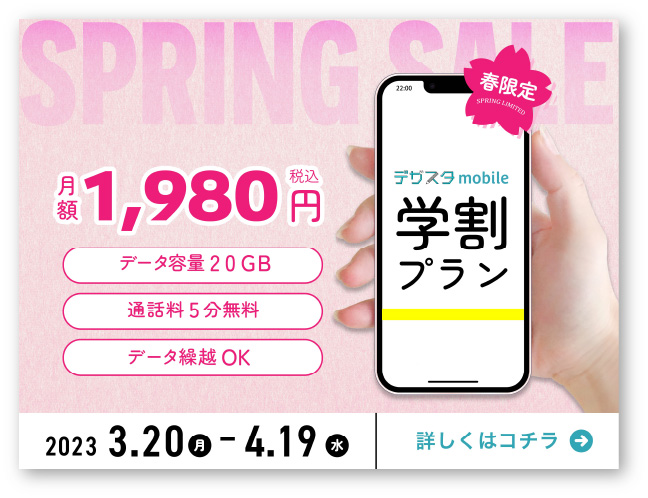 SPRING SALE
春限定
SPRING LIMITED
22:00
月額1,980円
税込
デザスタmobile
学割
プラン
データ容量20GB
通話料5分無料
データ繰越OK
2023 3.20月-4.19水
詳しくはコチラ